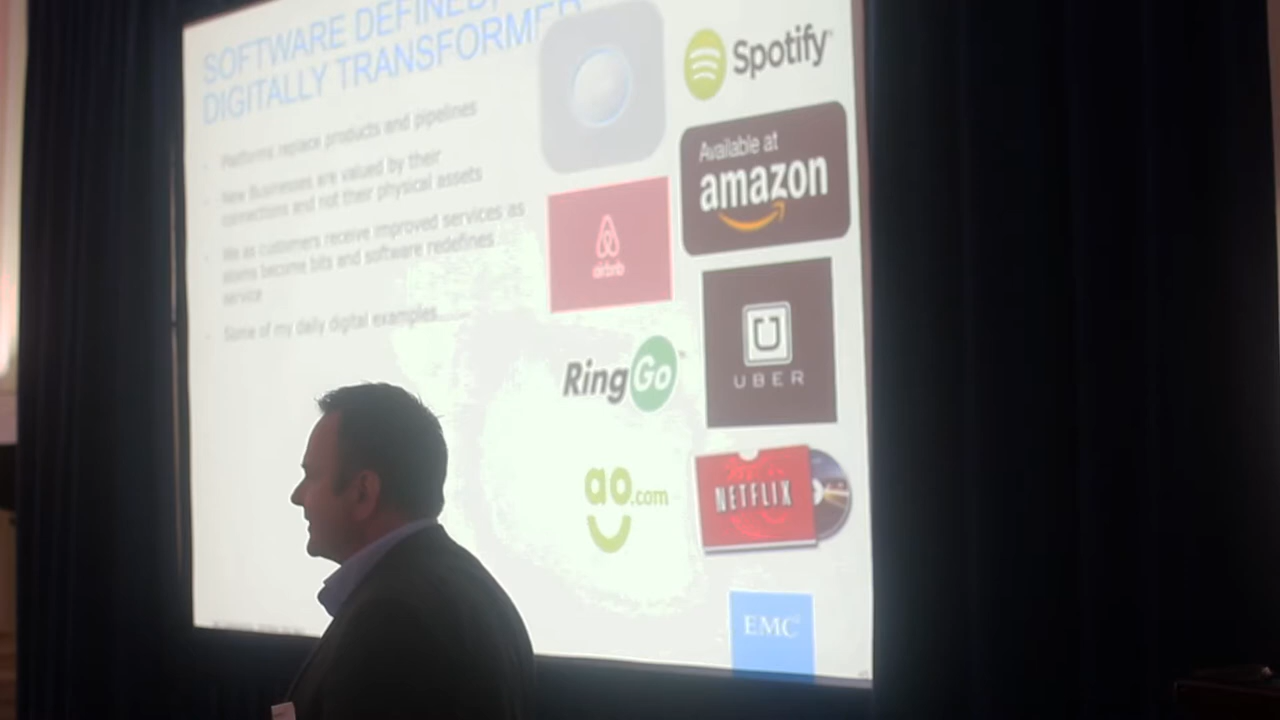 SOFTWARE DEFINED,
DIGITALLY TRANSFORMER
Platforms replace products and pipelines
New Businesses are valued by their
connections and not their physical assets
We as customers receive improved services as
atoms become bits and software redefines
service
Some of my daily digital examples......
Spotify
Available at
amazon
airbnb
UBER
RingGo
ao.com
NETFLIX
EMC